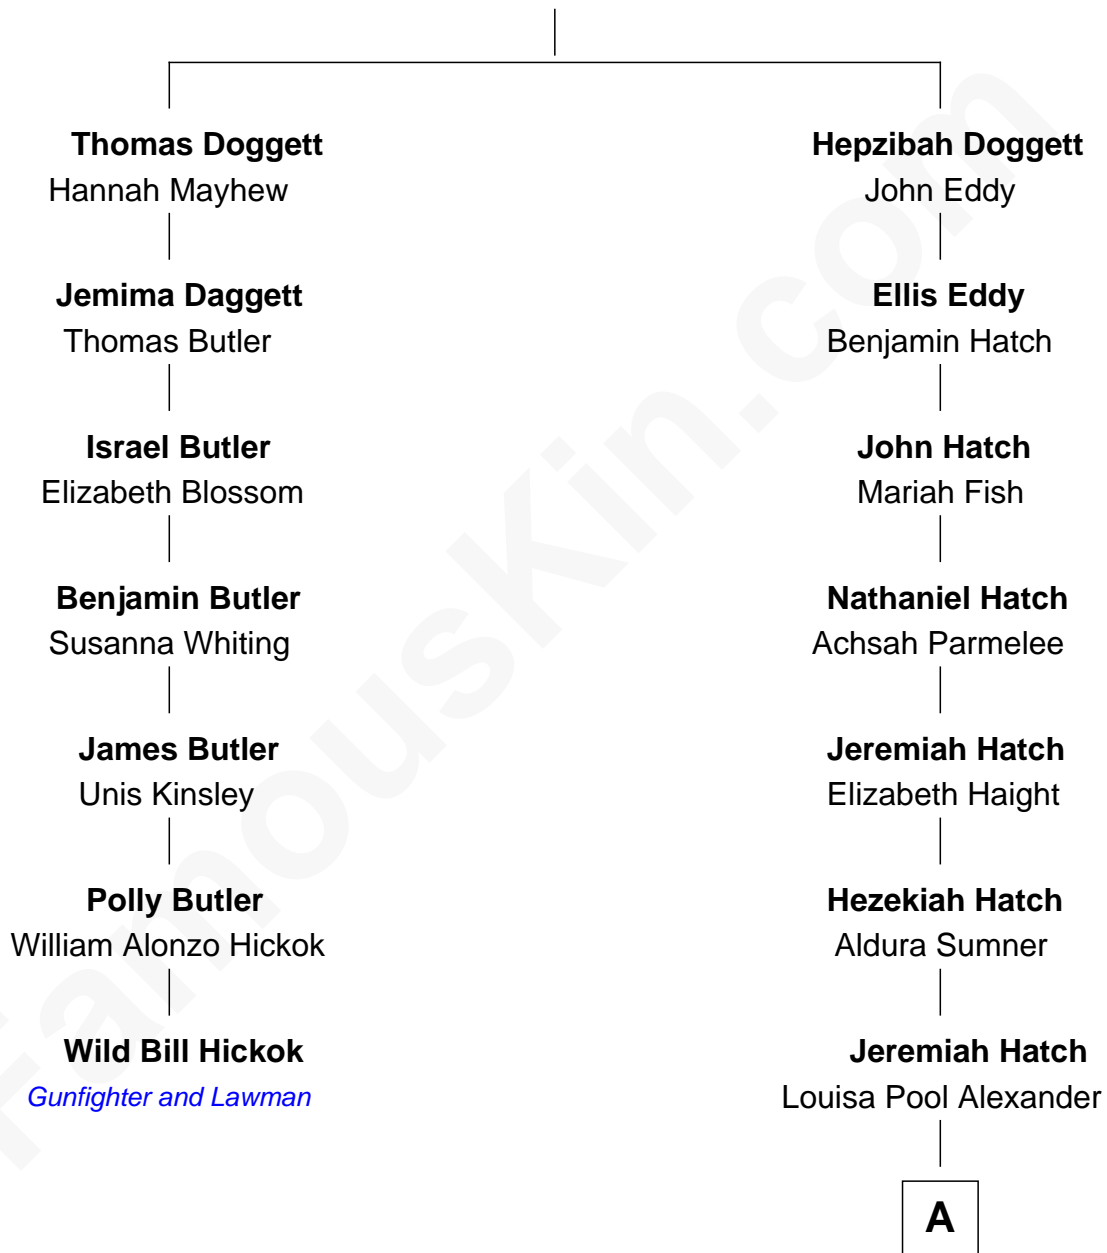 Thomas Doggett
Hannah Mayhew
Jemima Daggett
Thomas Butler
Israel Butler
Elizabeth Blossom
Benjamin Butler
Susanna Whiting
James Butler
Unis Kinsley
Polly Butler
William Alonzo Hickok
Wild Bill Hickok
Gunfighter and Lawman
Hepzibah Doggett
John Eddy
Ellis Eddy
Benjamin Hatch
John Hatch
Mariah Fish
Nathaniel Hatch
Achsah Parmelee
Jeremiah Hatch
Elizabeth Haight
Hezekiah Hatch
Aldura Sumner
Jeremiah Hatch
Louisa Pool Alexander
A
FamousKin.com